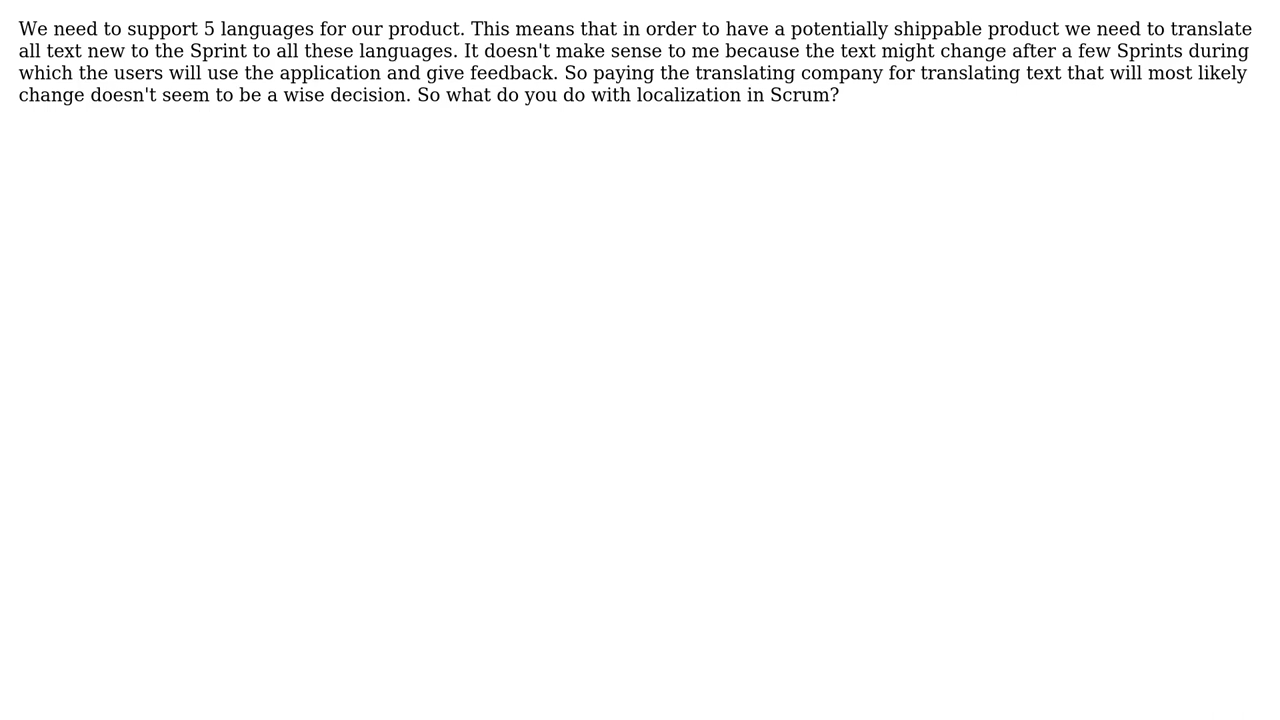 We need to support 5 languages for our product. This means that in order to have a potentially shippable product we need to translate
all text new to the Sprint to all these languages. It doesn't make sense to me because the text might change after a few Sprints during
which the users will use the application and give feedback. So paying the translating company for translating text that will most likely
change doesn't seem to be a wise decision. So what do you do with localization in Scrum?